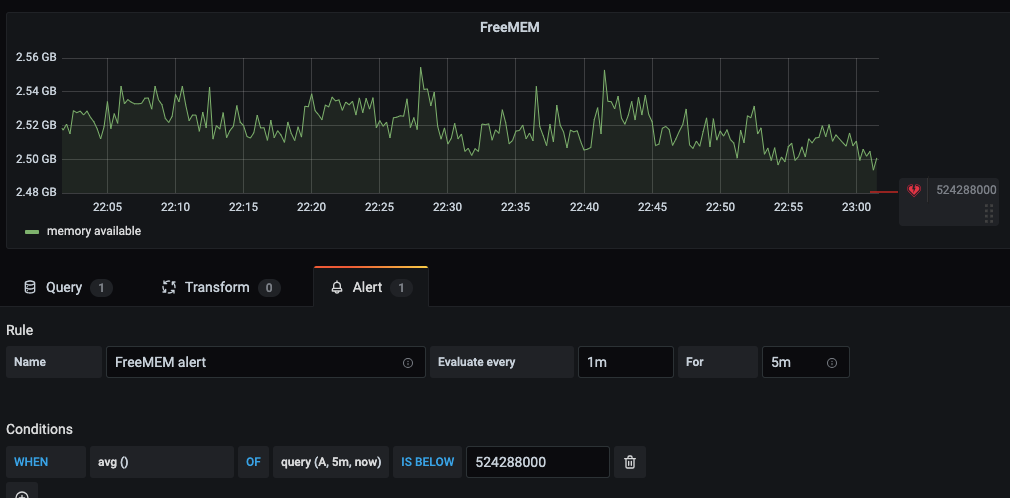 FreeMEM
2.56 GB
2.54 GB
2.52 GB
2.50 GB
2.48 GB
524288000
22:05 22:10 22:15 22:20 22:25 22:30 22:35 22:40 22:45 22:50 22:55 23:00
memory available
Query 1 Transform 0 Alert 1
Rule
Name FreeMEM alert Evaluate every 1m For 5m
Conditions
WHEN avg () OF query (A, 5m, now) IS BELOW 524288000